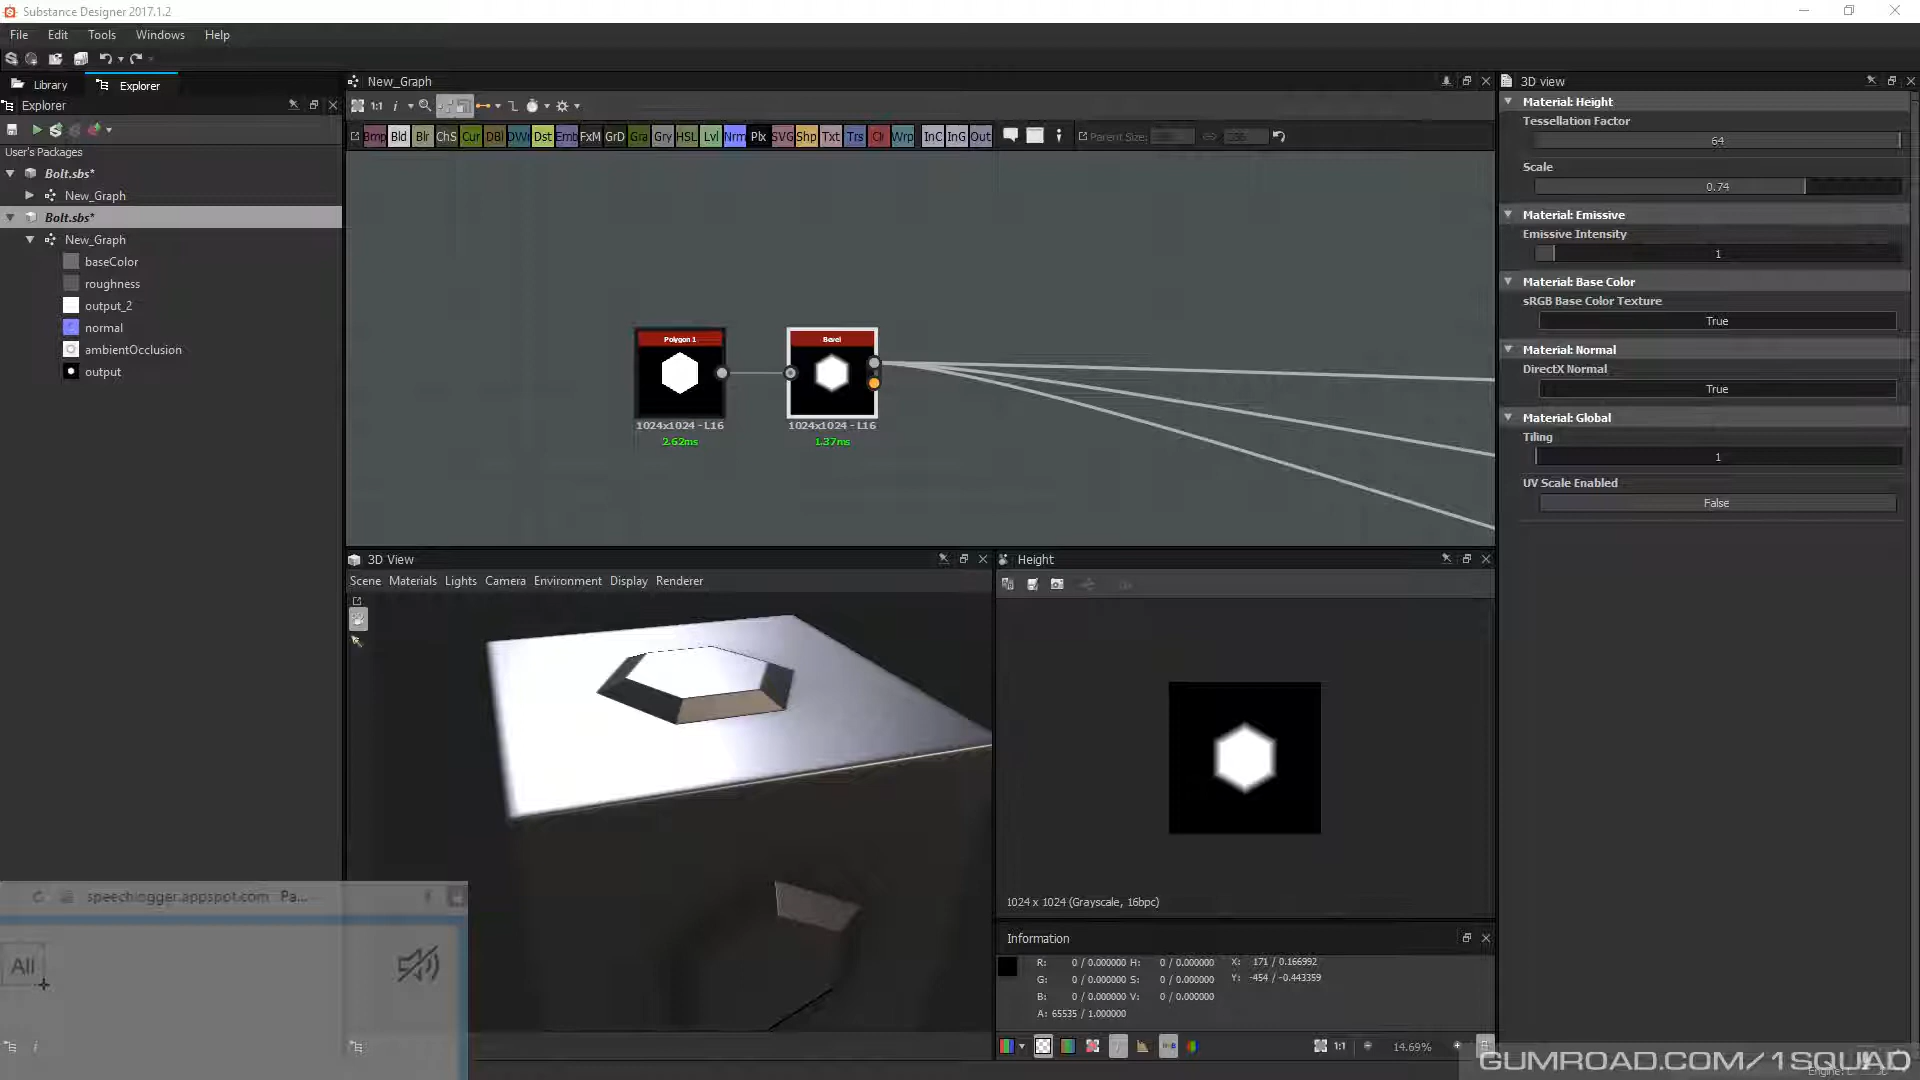 Substance Designer 2017.1.2
File Edit Tools Windows Help
Library Explorer
Explorer
User's Packages
Bolt.sbs*
New_Graph
Bolt.sbs*
New_Graph
baseColor
roughness
output_2
normal
ambientOcclusion
output
New_Graph
1:1
Bmp Bld Blr ChS Cur DBl DWr Dst Emb FxM GrD Gra Gry HSL Lvl Nrm Plx SVG Shp Txt Trs Wrp InC InG Out
Parent Size:
Polygon 1
1024x1024 - L16
2.62ms
Bevel
1024x1024 - L16
1.37ms
3D View
Scene Materials Lights Camera Environment Display Renderer
Height
1024 x 1024 (Grayscale, 16bpc)
Information
R: 0 / 0.000000 H: 0 / 0.000000 X: 171 / 0.166992
G: 0 / 0.000000 S: 0 / 0.000000 Y: -454 / -0.443359
B: 0 / 0.000000 V: 0 / 0.000000
A: 65535 / 1.000000
1:1 14.69%
3D view
Material: Height
Tessellation Factor
64
Scale
0.74
Material: Emissive
Emissive Intensity
1
Material: Base Color
sRGB Base Color Texture
True
Material: Normal
DirectX Normal
True
Material: Global
Tiling
1
UV Scale Enabled
False
speechlogger.appspot.com Pa...
All
GUMROAD.COM/1SQUAD